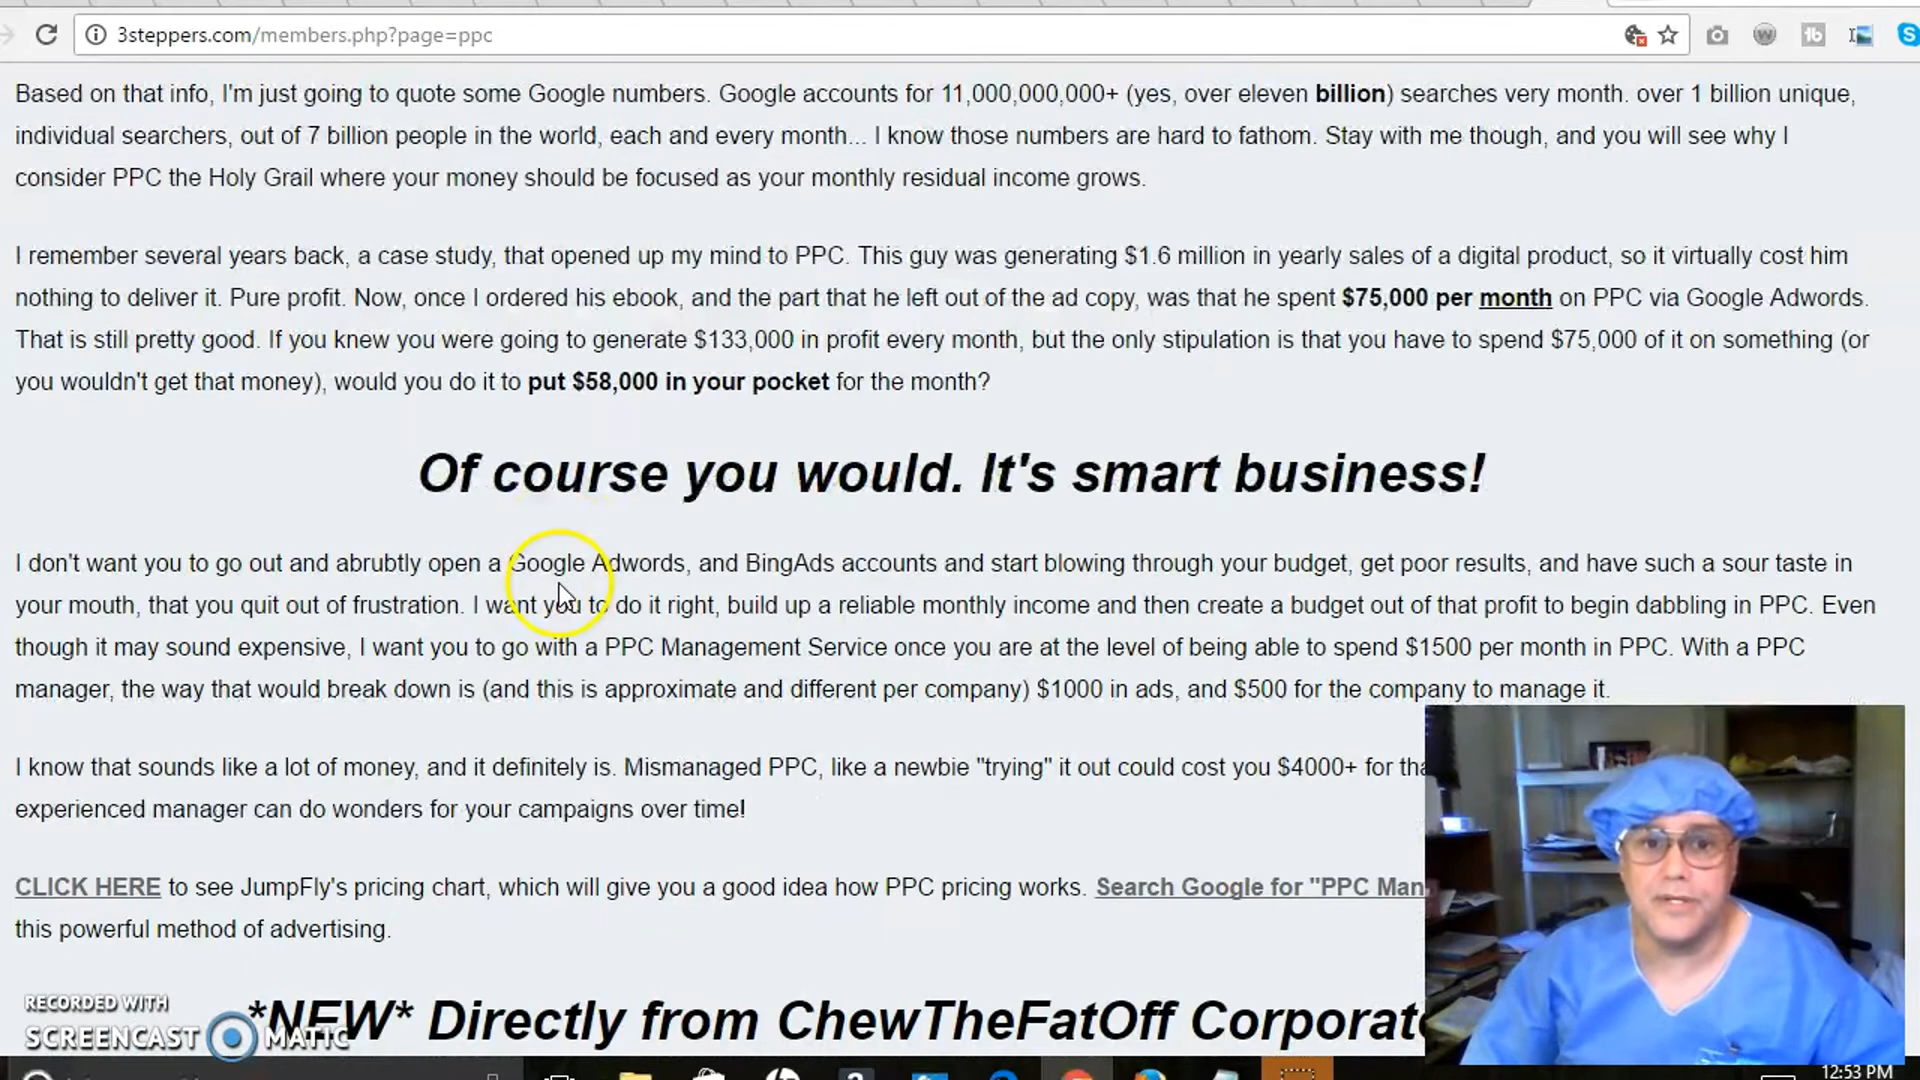 3steppers.com/members.php?page=ppc
Based on that info, I'm just going to quote some Google numbers. Google accounts for 11,000,000,000+ (yes, over eleven billion) searches very month. over 1 billion unique,
individual searchers, out of 7 billion people in the world, each and every month... I know those numbers are hard to fathom. Stay with me though, and you will see why I
consider PPC the Holy Grail where your money should be focused as your monthly residual income grows.
I remember several years back, a case study, that opened up my mind to PPC. This guy was generating $1.6 million in yearly sales of a digital product, so it virtually cost him
nothing to deliver it. Pure profit. Now, once I ordered his ebook, and the part that he left out of the ad copy, was that he spent $75,000 per month on PPC via Google Adwords.
That is still pretty good. If you knew you were going to generate $133,000 in profit every month, but the only stipulation is that you have to spend $75,000 of it on something (or
you wouldn't get that money), would you do it to put $58,000 in your pocket for the month?
Of course you would. It's smart business!
I don't want you to go out and abrubtly open a Google Adwords, and BingAds accounts and start blowing through your budget, get poor results, and have such a sour taste in
your mouth, that you quit out of frustration. I want you to do it right, build up a reliable monthly income and then create a budget out of that profit to begin dabbling in PPC. Even
though it may sound expensive, I want you to go with a PPC Management Service once you are at the level of being able to spend $1500 per month in PPC. With a PPC
manager, the way that would break down is (and this is approximate and different per company) $1000 in ads, and $500 for the company to manage it.
I know that sounds like a lot of money, and it definitely is. Mismanaged PPC, like a newbie "trying" it out could cost you $4000+ for tha
experienced manager can do wonders for your campaigns over time!
CLICK HERE to see JumpFly's pricing chart, which will give you a good idea how PPC pricing works. Search Google for "PPC Man
this powerful method of advertising.
*NEW* Directly from ChewTheFatOff Corporate
RECORDED WITH
SCREENCAST MATIC
12:53 PM